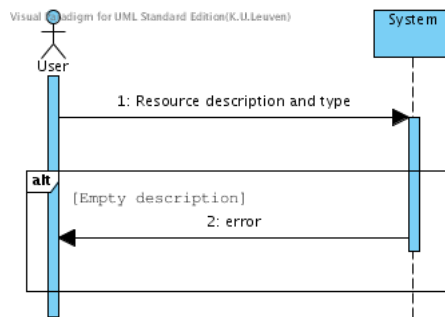 Visual Paradigm for UML Standard Edition(K.U.Leuven)
System
User
1: Resource description and type
alt
[Empty description]
2: error